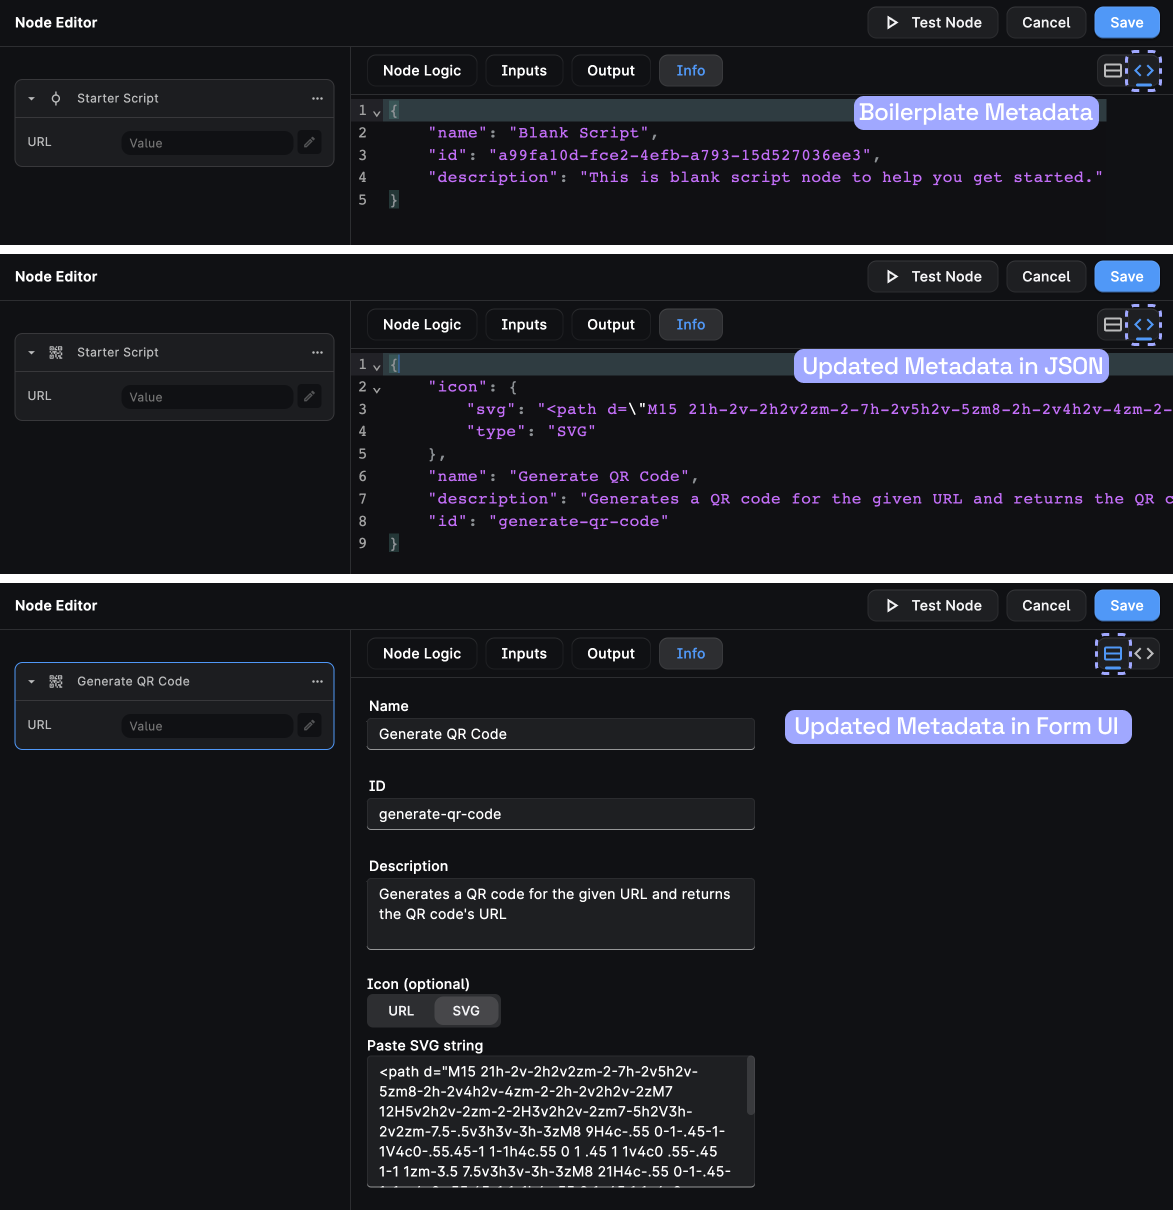 Node Editor
Test Node
Cancel
Save
Starter Script
URL
Value
Node Logic
Inputs
Output
Info
Boilerplate Metadata
1 {
2 "name": "Blank Script",
3 "id": "a99fa10d-fce2-4efb-a793-15d527036ee3",
4 "description": "This is blank script node to help you get started."
5 }
Node Editor
Test Node
Cancel
Save
Starter Script
URL
Value
Node Logic
Inputs
Output
Info
Updated Metadata in JSON
1 {
2 "icon": {
3 "svg": "<path d=\"M15 21h-2v-2h2v2zm-2-7h-2v5h2v-5zm8-2h-2v4h2v-4zm-2-
4 "type": "SVG"
5 },
6 "name": "Generate QR Code",
7 "description": "Generates a QR code for the given URL and returns the QR c
8 "id": "generate-qr-code"
9 }
Node Editor
Test Node
Cancel
Save
Generate QR Code
URL
Value
Node Logic
Inputs
Output
Info
Updated Metadata in Form UI
Name
Generate QR Code
ID
generate-qr-code
Description
Generates a QR code for the given URL and returns
the QR code's URL
Icon (optional)
URL
SVG
Paste SVG string
<path d="M15 21h-2v-2h2v2zm-2-7h-2v5h2v-
5zm8-2h-2v4h2v-4zm-2-2h-2v2h2v-2zM7
12H5v2h2v-2zm-2-2H3v2h2v-2zm7-5h2V3h-
2v2zm-7.5-.5v3h3v-3h-3zM8 9H4c-.55 0-1-.45-1-
1V4c0-.55.45-1 1-1h4c.55 0 1 .45 1 1v4c0 .55-.45
1-1 1zm-3.5 7.5v3h3v-3h-3zM8 21H4c-.55 0-1-.45-